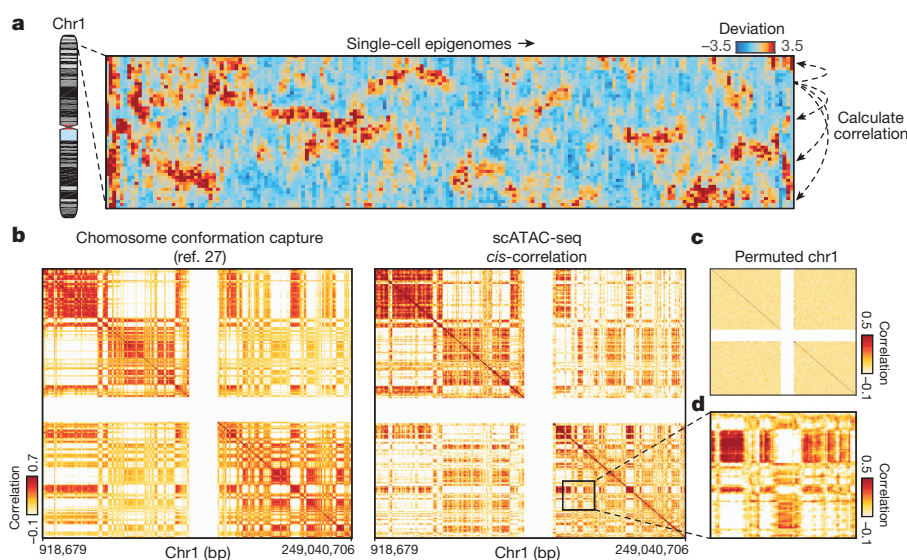 a
Chr1
Single-cell epigenomes →
Deviation
−3.5 3.5
Calculate
correlation
b
Chomosome conformation capture
(ref. 27)
scATAC-seq
cis-correlation
c
Permuted chr1
0.5
Correlation
−0.1
d
0.5
Correlation
−0.1
0.7
Correlation
−0.1
918,679 Chr1 (bp) 249,040,706
918,679 Chr1 (bp) 249,040,706